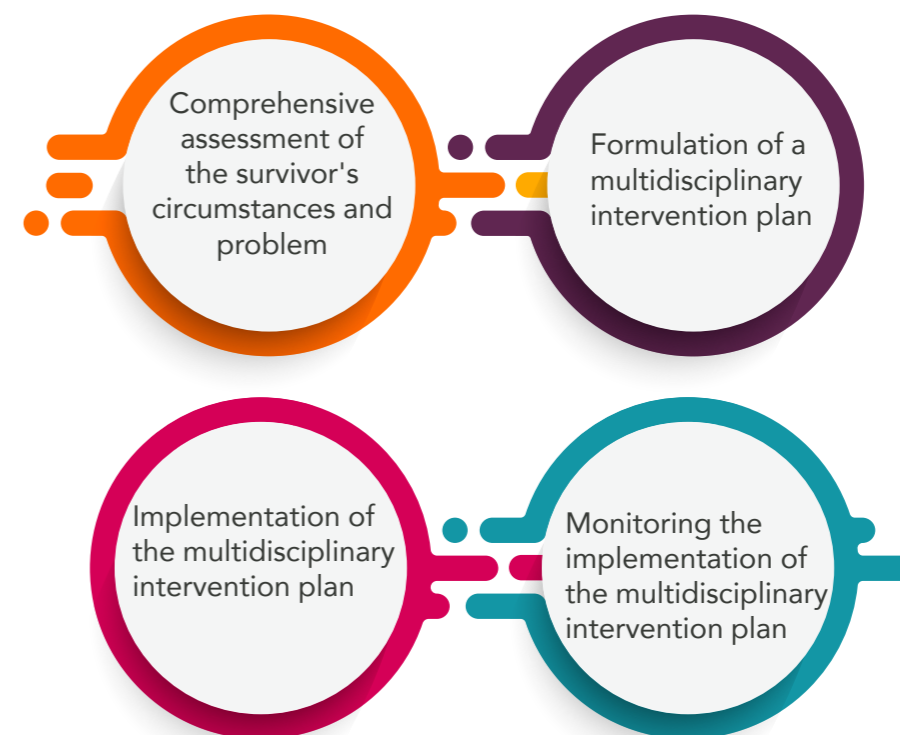 Comprehensive
assessment of
the survivor's
circumstances and
problem
Formulation of a
multidisciplinary
intervention plan
Implementation of
the multidisciplinary
intervention plan
Monitoring the
implementation of
the multidisciplinary
intervention plan